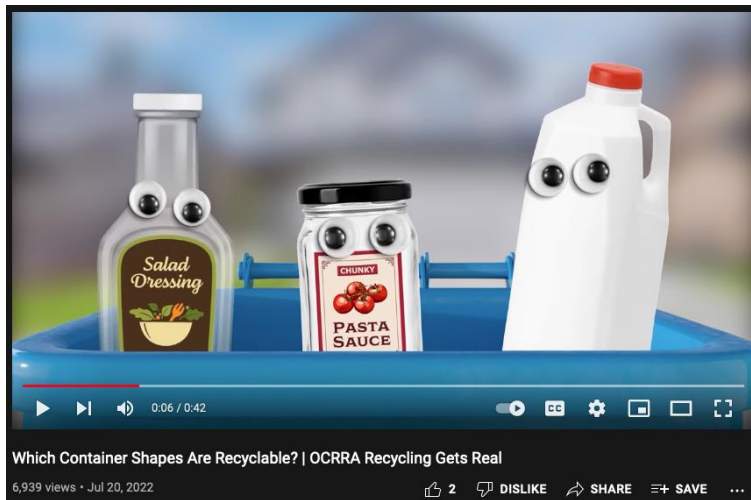 Salad
Dressing
CHUNKY
PASTA
SAUCE
0:06 / 0:42
CC
Which Container Shapes Are Recyclable? | OCRRA Recycling Gets Real
6,939 views • Jul 20, 2022
2 DISLIKE SHARE SAVE ...